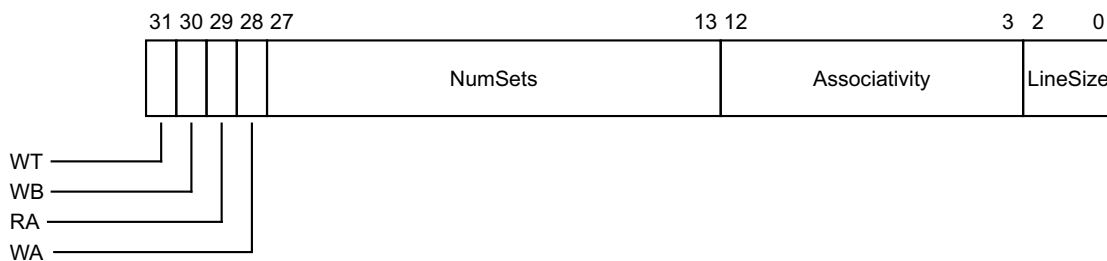 31 30 29 28 27 13 12 3 2 0
NumSets Associativity LineSize
WT
WB
RA
WA